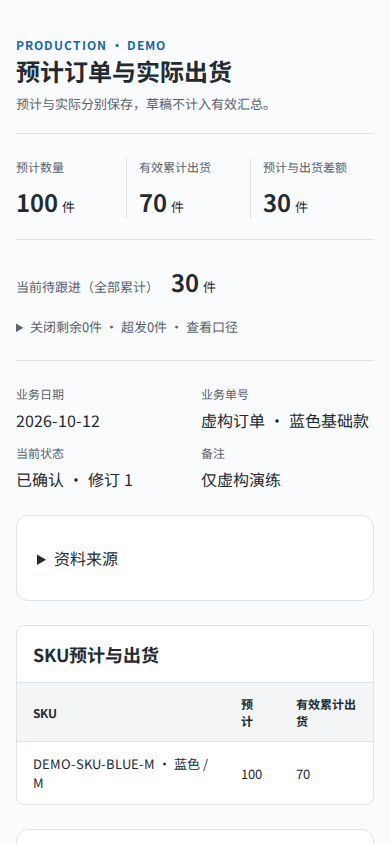 PRODUCTION · DEMO
预计订单与实际出货
预计与实际分别保存，草稿不计入有效汇总。
预计数量
有效累计出货
预计与出货差额
100 件
70 件
30 件
当前待跟进（全部累计） 30 件
▶ 关闭剩余0件 · 超发0件 · 查看口径
业务日期
业务单号
2026-10-12
虚构订单 · 蓝色基础款
当前状态
备注
已确认 · 修订 1
仅虚构演练
▶ 资料来源
SKU预计与出货
SKU
预
计
有效累计出
货
DEMO-SKU-BLUE-M · 蓝色 /
M
100
70